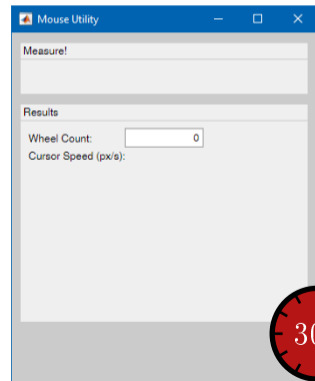 Mouse Utility
Measure!
Results
Wheel Count: 0
Cursor Speed (px/s):
30